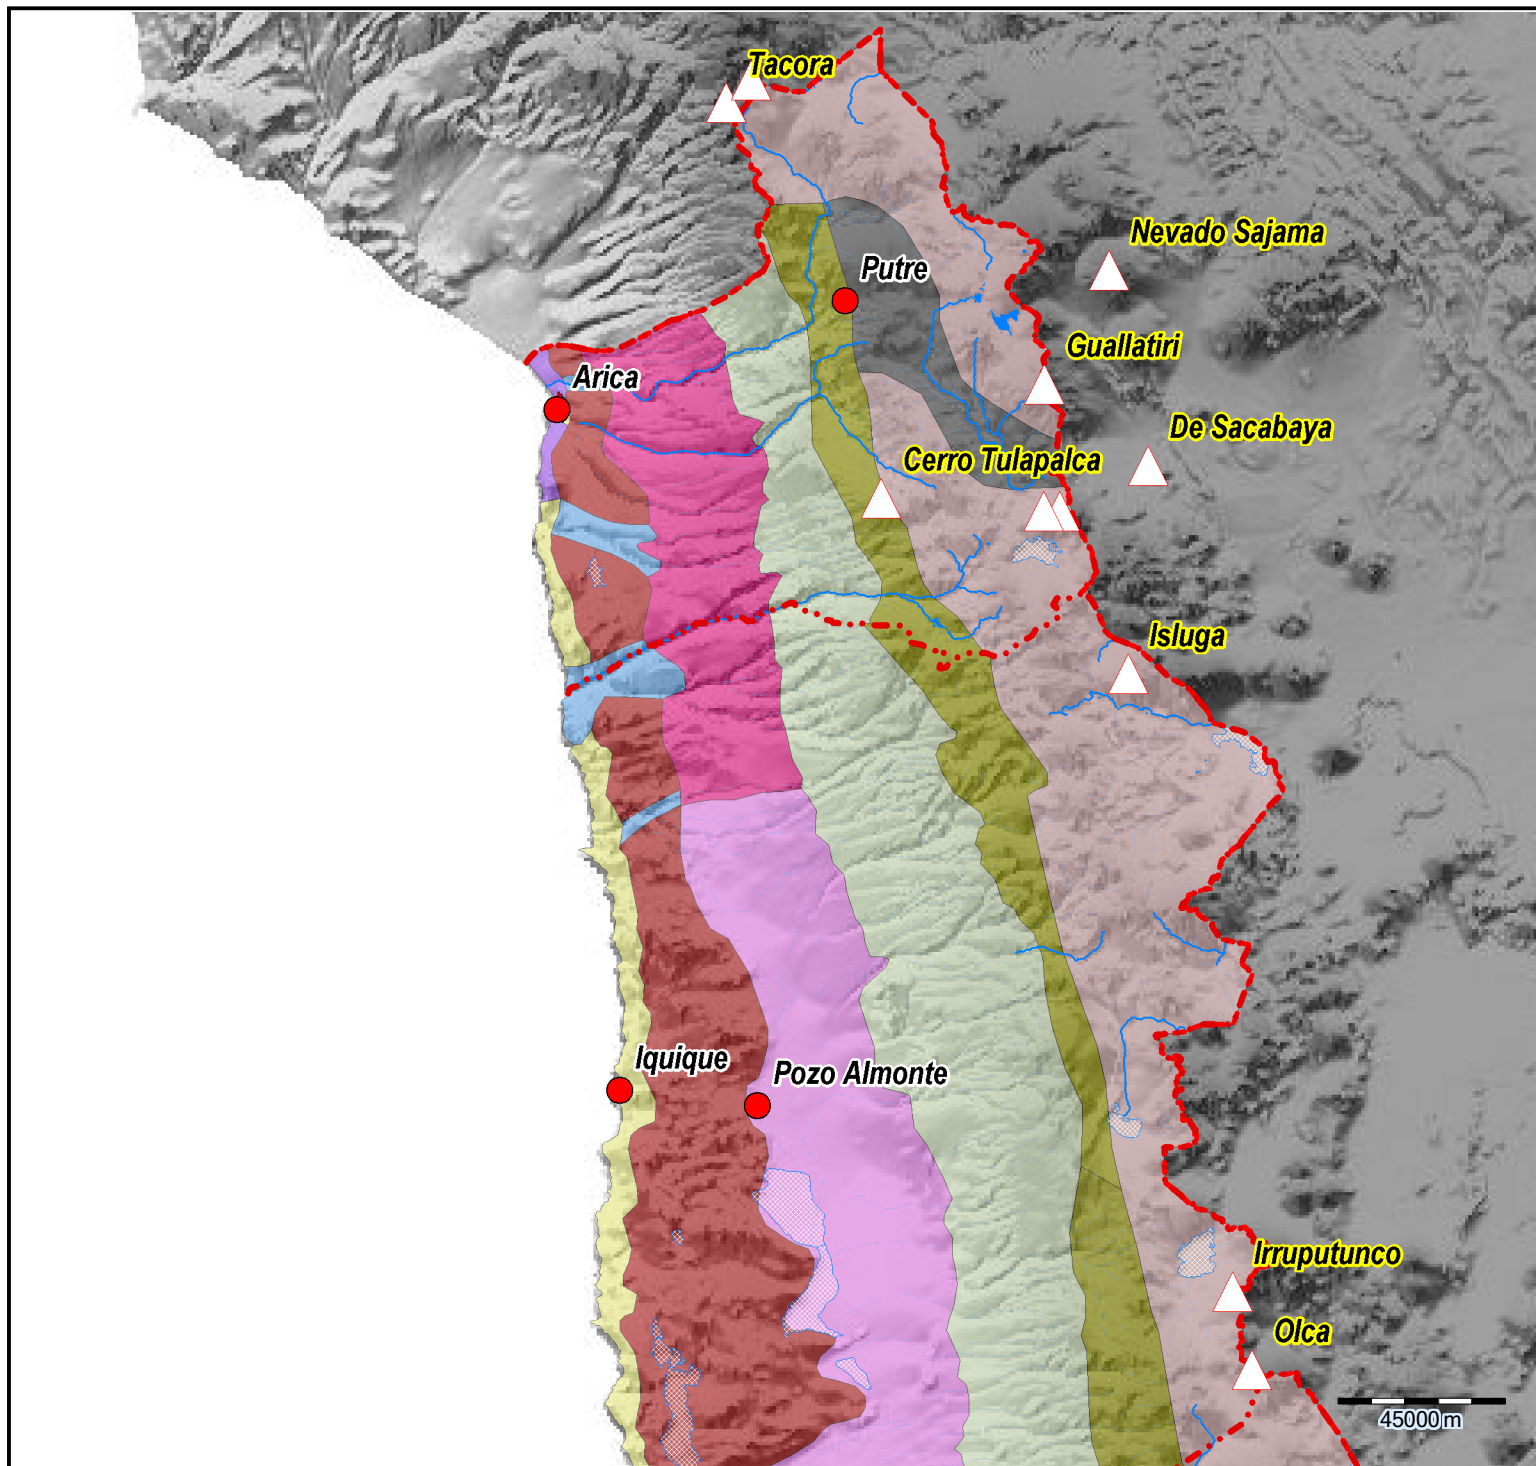 Tacora
Nevado Sajama
Putre
Guallatiri
Arica
De Sacabaya
Cerro Tulapalca
Isluga
Iquique
Pozo Almonte
Irruputunco
Olca
45000 m